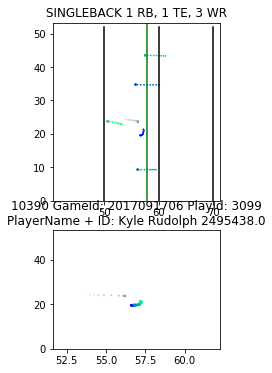 SINGLEBACK 1 RB, 1 TE, 3 WR
50
40
30
20
10
0
50 60 70
10390 GameId: 2017091706 PlayId: 3099
PlayerName + ID: Kyle Rudolph 2495438.0
40
20
0
52.5 55.0 57.5 60.0